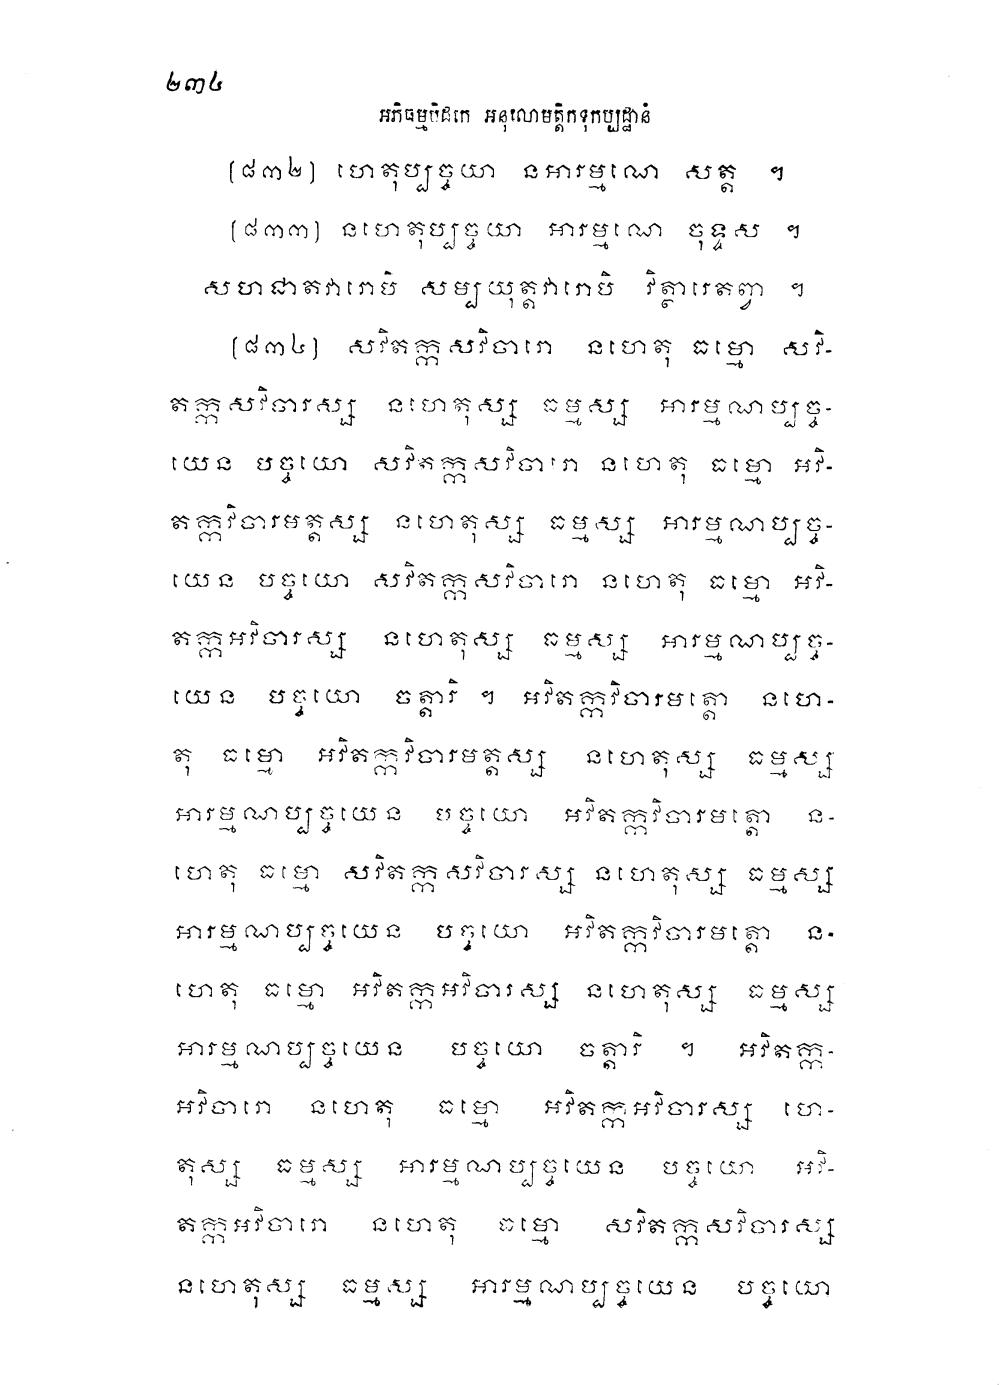 ២៣៤
អភិធម្មបិដកេ អនុលោមត្តិកទុកប្បដ្ឋានំ
[៨៣២] ហេតុប្បច្ចយា នអារម្មណេ សត្ត ។
[៨៣៣] នហេតុប្បច្ចយា អារម្មណេ ចុទ្ទស ។
សហជាតវារោបិ សម្បយុត្តវារោបិ វិត្ថារេតព្វា ។
[៨៣៤] សវិតក្កសវិចារោ នហេតុ ធម្មោ សវិ-
តក្កសវិចារស្ស នហេតុស្ស ធម្មស្ស អារម្មណប្បច្ច-
យេន បច្ចយោ សវិតក្កសវិចារោ នហេតុ ធម្មោ អវិ-
តក្កវិចារមត្តស្ស នហេតុស្ស ធម្មស្ស អារម្មណប្បច្ច-
យេន បច្ចយោ សវិតក្កសវិចារោ នហេតុ ធម្មោ អវិ-
តក្កអវិចារស្ស នហេតុស្ស ធម្មស្ស អារម្មណប្បច្ច-
យេន បច្ចយោ ចត្តារិ ។ អវិតក្កវិចារមត្តោ នហេ-
តុ ធម្មោ អវិតក្កវិចារមត្តស្ស នហេតុស្ស ធម្មស្ស
អារម្មណប្បច្ចយេន បច្ចយោ អវិតក្កវិចារមត្តោ ន-
ហេតុ ធម្មោ សវិតក្កសវិចារស្ស នហេតុស្ស ធម្មស្ស
អារម្មណប្បច្ចយេន បច្ចយោ អវិតក្កវិចារមត្តោ ន-
ហេតុ ធម្មោ អវិតក្កអវិចារស្ស នហេតុស្ស ធម្មស្ស
អារម្មណប្បច្ចយេន បច្ចយោ ចត្តារិ ។ អវិតក្ក-
អវិចារោ នហេតុ ធម្មោ អវិតក្កអវិចារស្ស ហេ-
តុស្ស ធម្មស្ស អារម្មណប្បច្ចយេន បច្ចយោ អវិ-
តក្កអវិចារោ នហេតុ ធម្មោ សវិតក្កសវិចារស្ស
នហេតុស្ស ធម្មស្ស អារម្មណប្បច្ចយេន បច្ចយោ